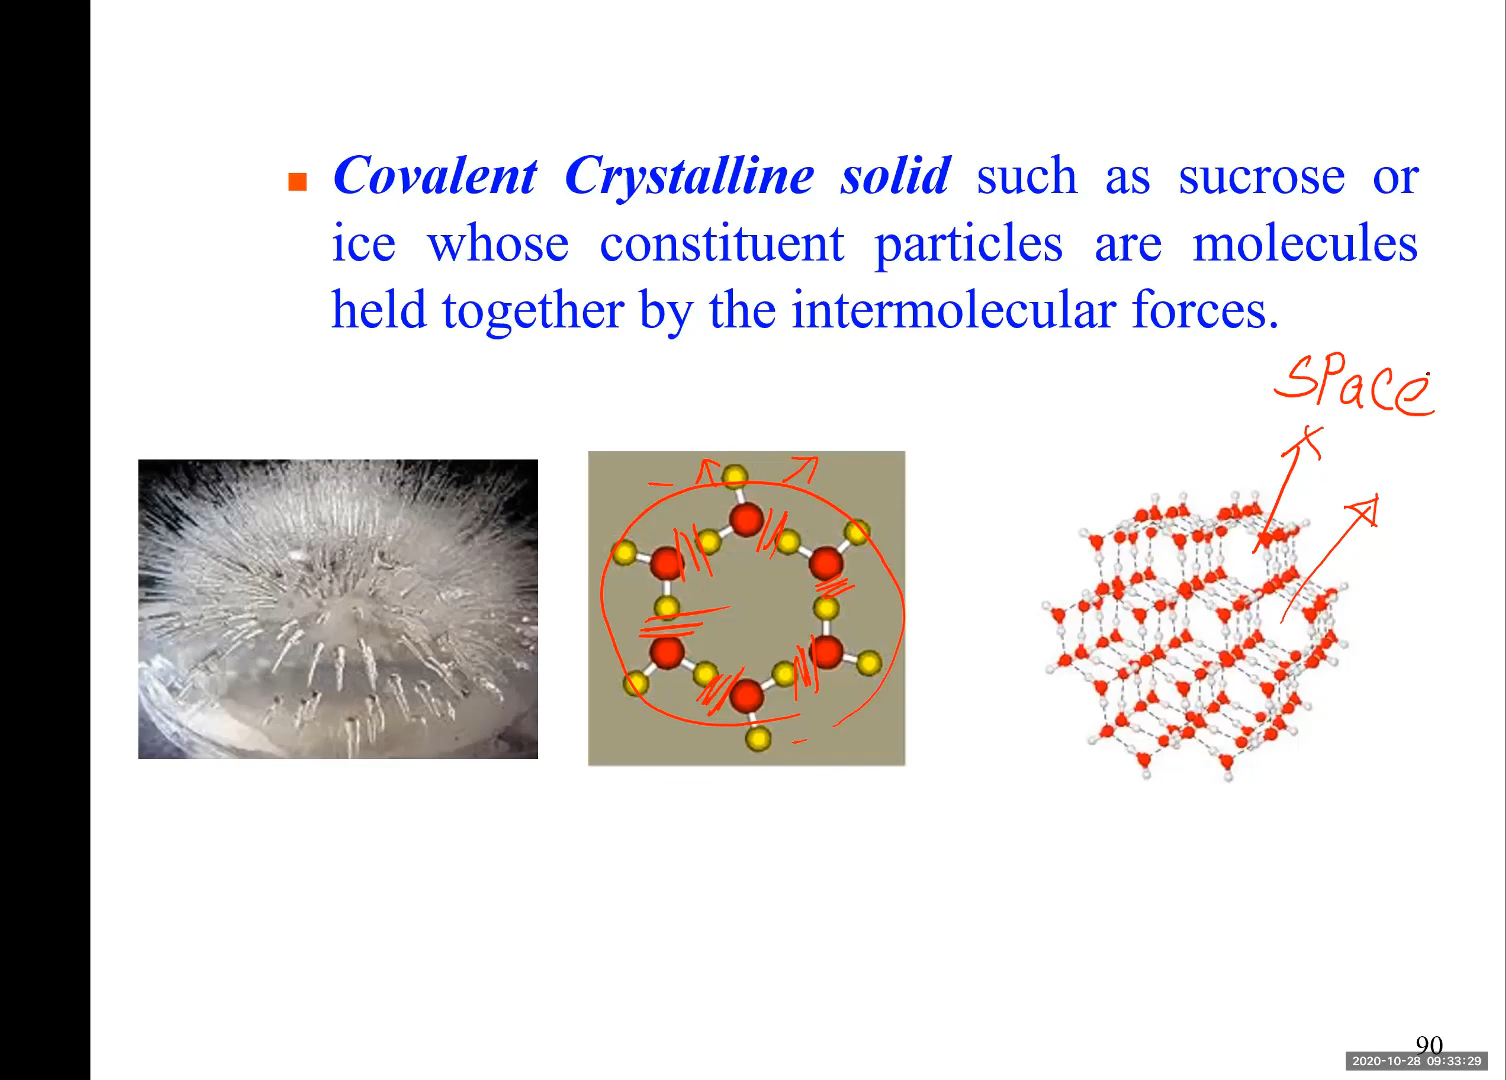 Covalent Crystalline solid such as sucrose or
ice whose constituent particles are molecules
held together by the intermolecular forces.
SPace
90
2020-10-28 09:33:29